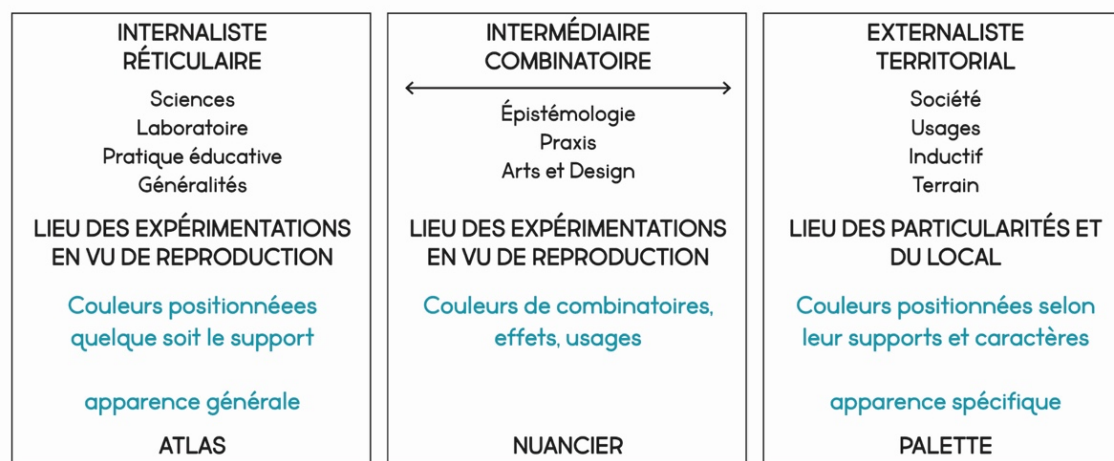 INTERNALISTE
RÉTICULAIRE
Sciences
Laboratoire
Pratique éducative
Généralités
LIEU DES EXPÉRIMENTATIONS
EN VU DE REPRODUCTION
Couleurs positionnéees
quelque soit le support
apparence générale
ATLAS
INTERMÉDIAIRE
COMBINATOIRE
Épistémologie
Praxis
Arts et Design
LIEU DES EXPÉRIMENTATIONS
EN VU DE REPRODUCTION
Couleurs de combinatoires,
effets, usages
NUANCIER
EXTERNALISTE
TERRITORIAL
Société
Usages
Inductif
Terrain
LIEU DES PARTICULARITÉS ET
DU LOCAL
Couleurs positionnées selon
leur supports et caractères
apparence spécifique
PALETTE